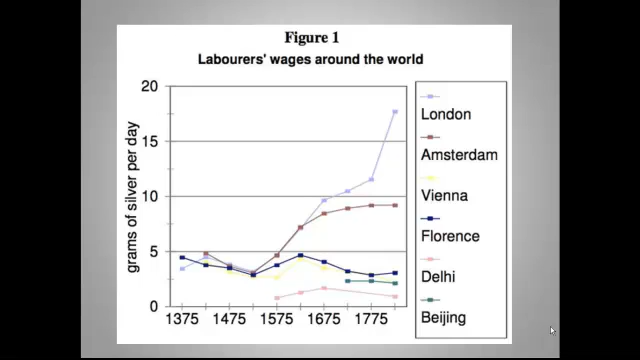 Figure 1
Labourers' wages around the world
grams of silver per day
20
15
10
5
0
1375
1475
1575
1675
1775
London
Amsterdam
Vienna
Florence
Delhi
Beijing